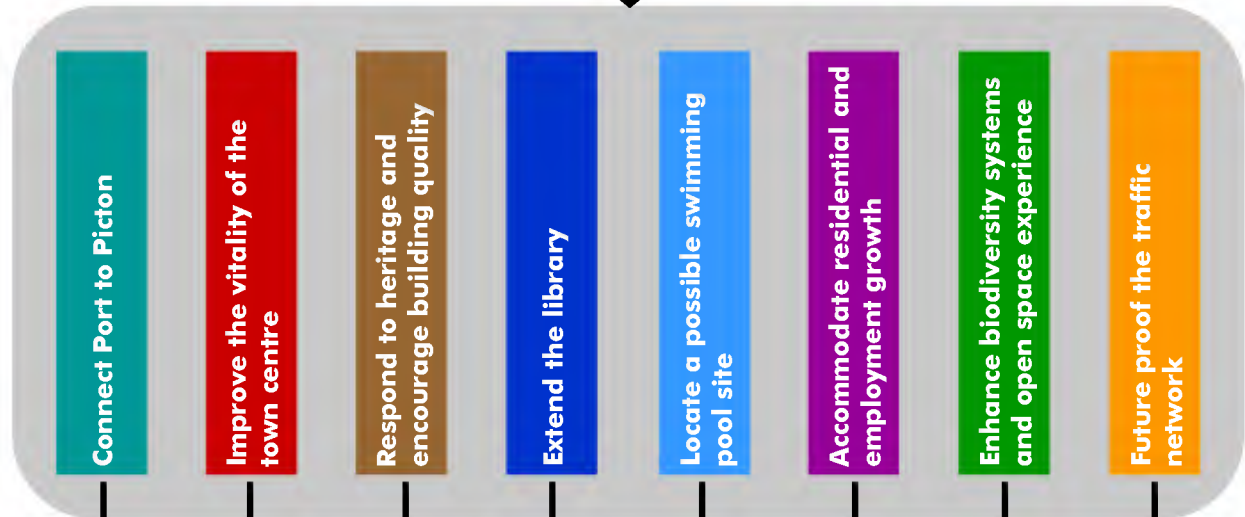 Connect Port to Picton
Improve the vitality of the
town centre
Respond to heritage and
encourage building quality
Extend the library
Locate a possible swimming
pool site
Accommodate residential and
employment growth
Enhance biodiversity systems
and open space experience
Future proof the traffic
network